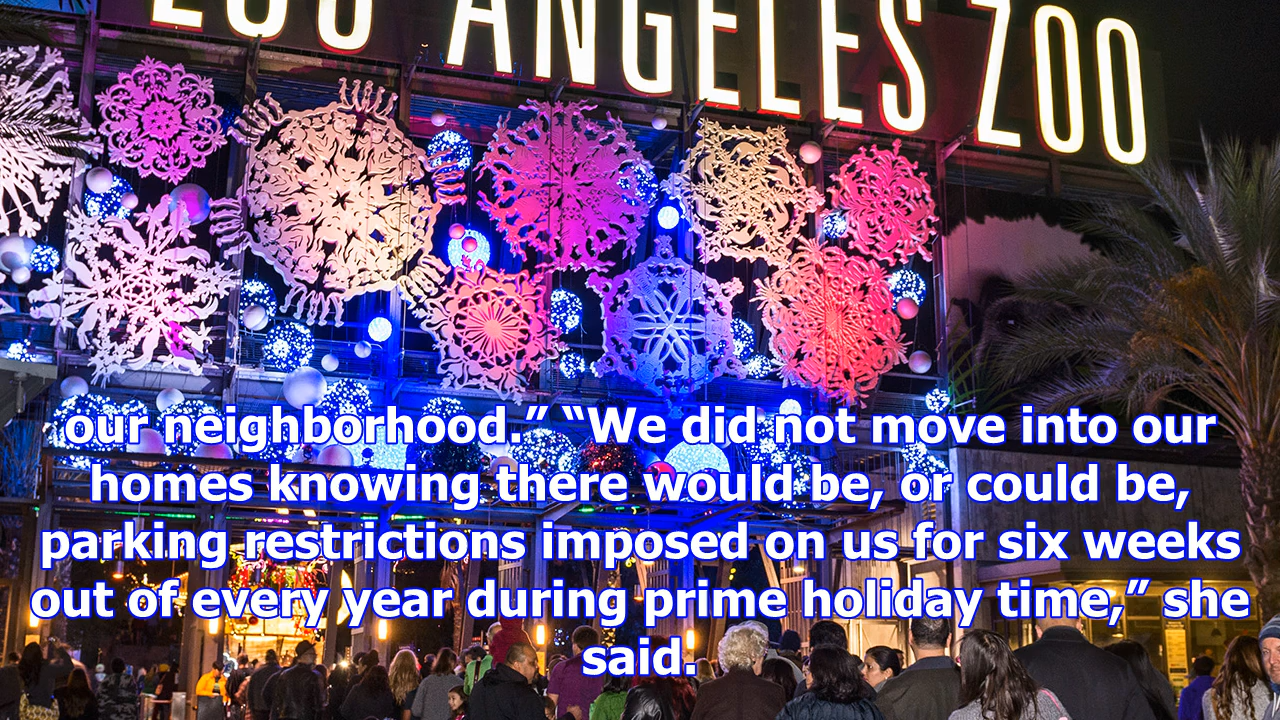 LOS ANGELES ZOO
our neighborhood.” “We did not move into our
homes knowing there would be, or could be,
parking restrictions imposed on us for six weeks
out of every year during prime holiday time,” she
said.